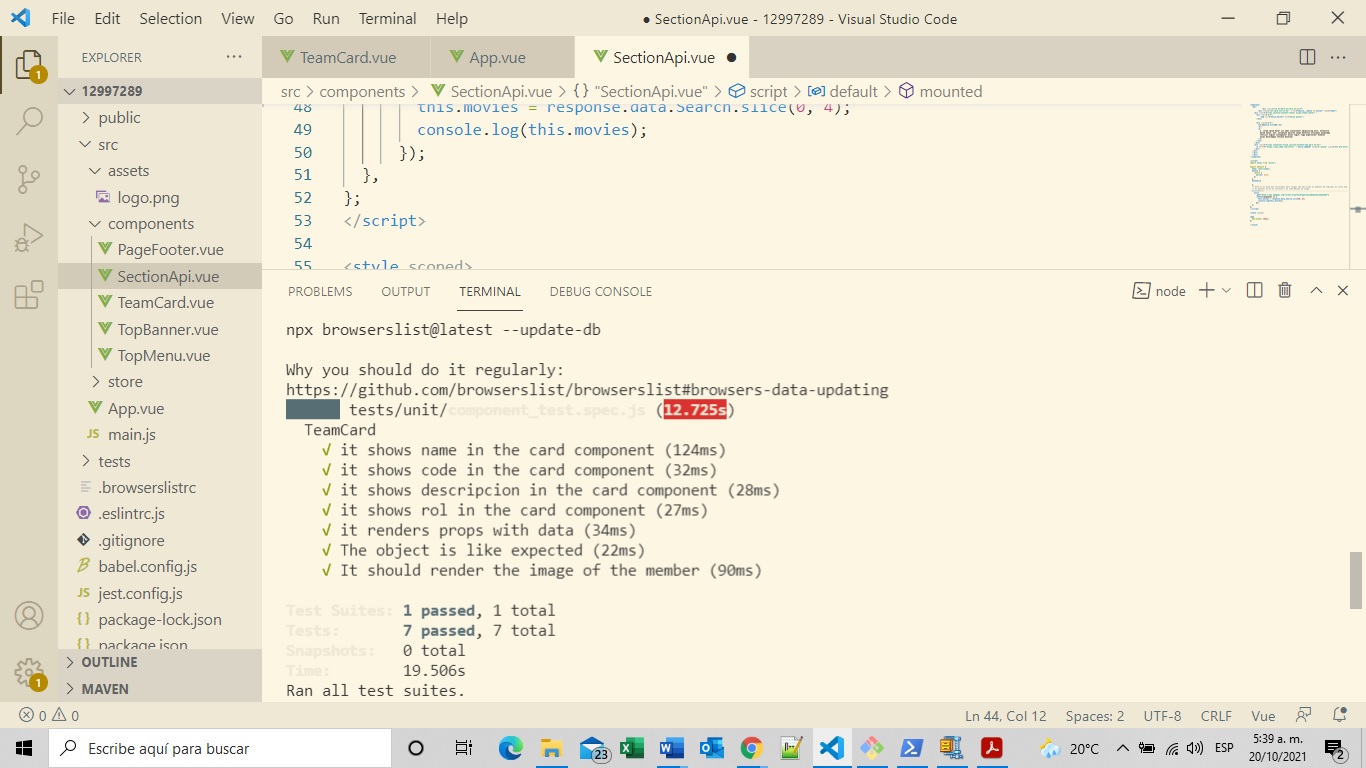 File Edit Selection View Go Run Terminal Help
● SectionApi.vue - 12997289 - Visual Studio Code
EXPLORER
TeamCard.vue
App.vue
SectionApi.vue ●
src > components > SectionApi.vue > {} "SectionApi.vue" > script > default > mounted
1
12997289
public
src
assets
logo.png
components
PageFooter.vue
SectionApi.vue
TeamCard.vue
TopBanner.vue
TopMenu.vue
store
App.vue
JS main.js
tests
.browserslistrc
.eslintrc.js
.gitignore
babel.config.js
JS jest.config.js
{} package-lock.json
{} package.json
OUTLINE
MAVEN
1
48 this.movies = response.data.Search.slice(0, 4);
49 console.log(this.movies);
50 });
51 },
52 };
53 </script>
54
55 <style scoped>
PROBLEMS OUTPUT TERMINAL DEBUG CONSOLE
node
npx browserslist@latest --update-db
Why you should do it regularly:
https://github.com/browserslist/browserslist#browsers-data-updating
tests/unit/component_test.spec.js (12.725s)
TeamCard
√ it shows name in the card component (124ms)
√ it shows code in the card component (32ms)
√ it shows descripcion in the card component (28ms)
√ it shows rol in the card component (27ms)
√ it renders props with data (34ms)
√ The object is like expected (22ms)
√ It should render the image of the member (90ms)
Test Suites: 1 passed, 1 total
Tests: 7 passed, 7 total
Snapshots: 0 total
Time: 19.506s
Ran all test suites.
0 0
Ln 44, Col 12 Spaces: 2 UTF-8 CRLF Vue
Escribe aquí para buscar
23
20°C
ESP
5:39 a. m.
20/10/2021
2